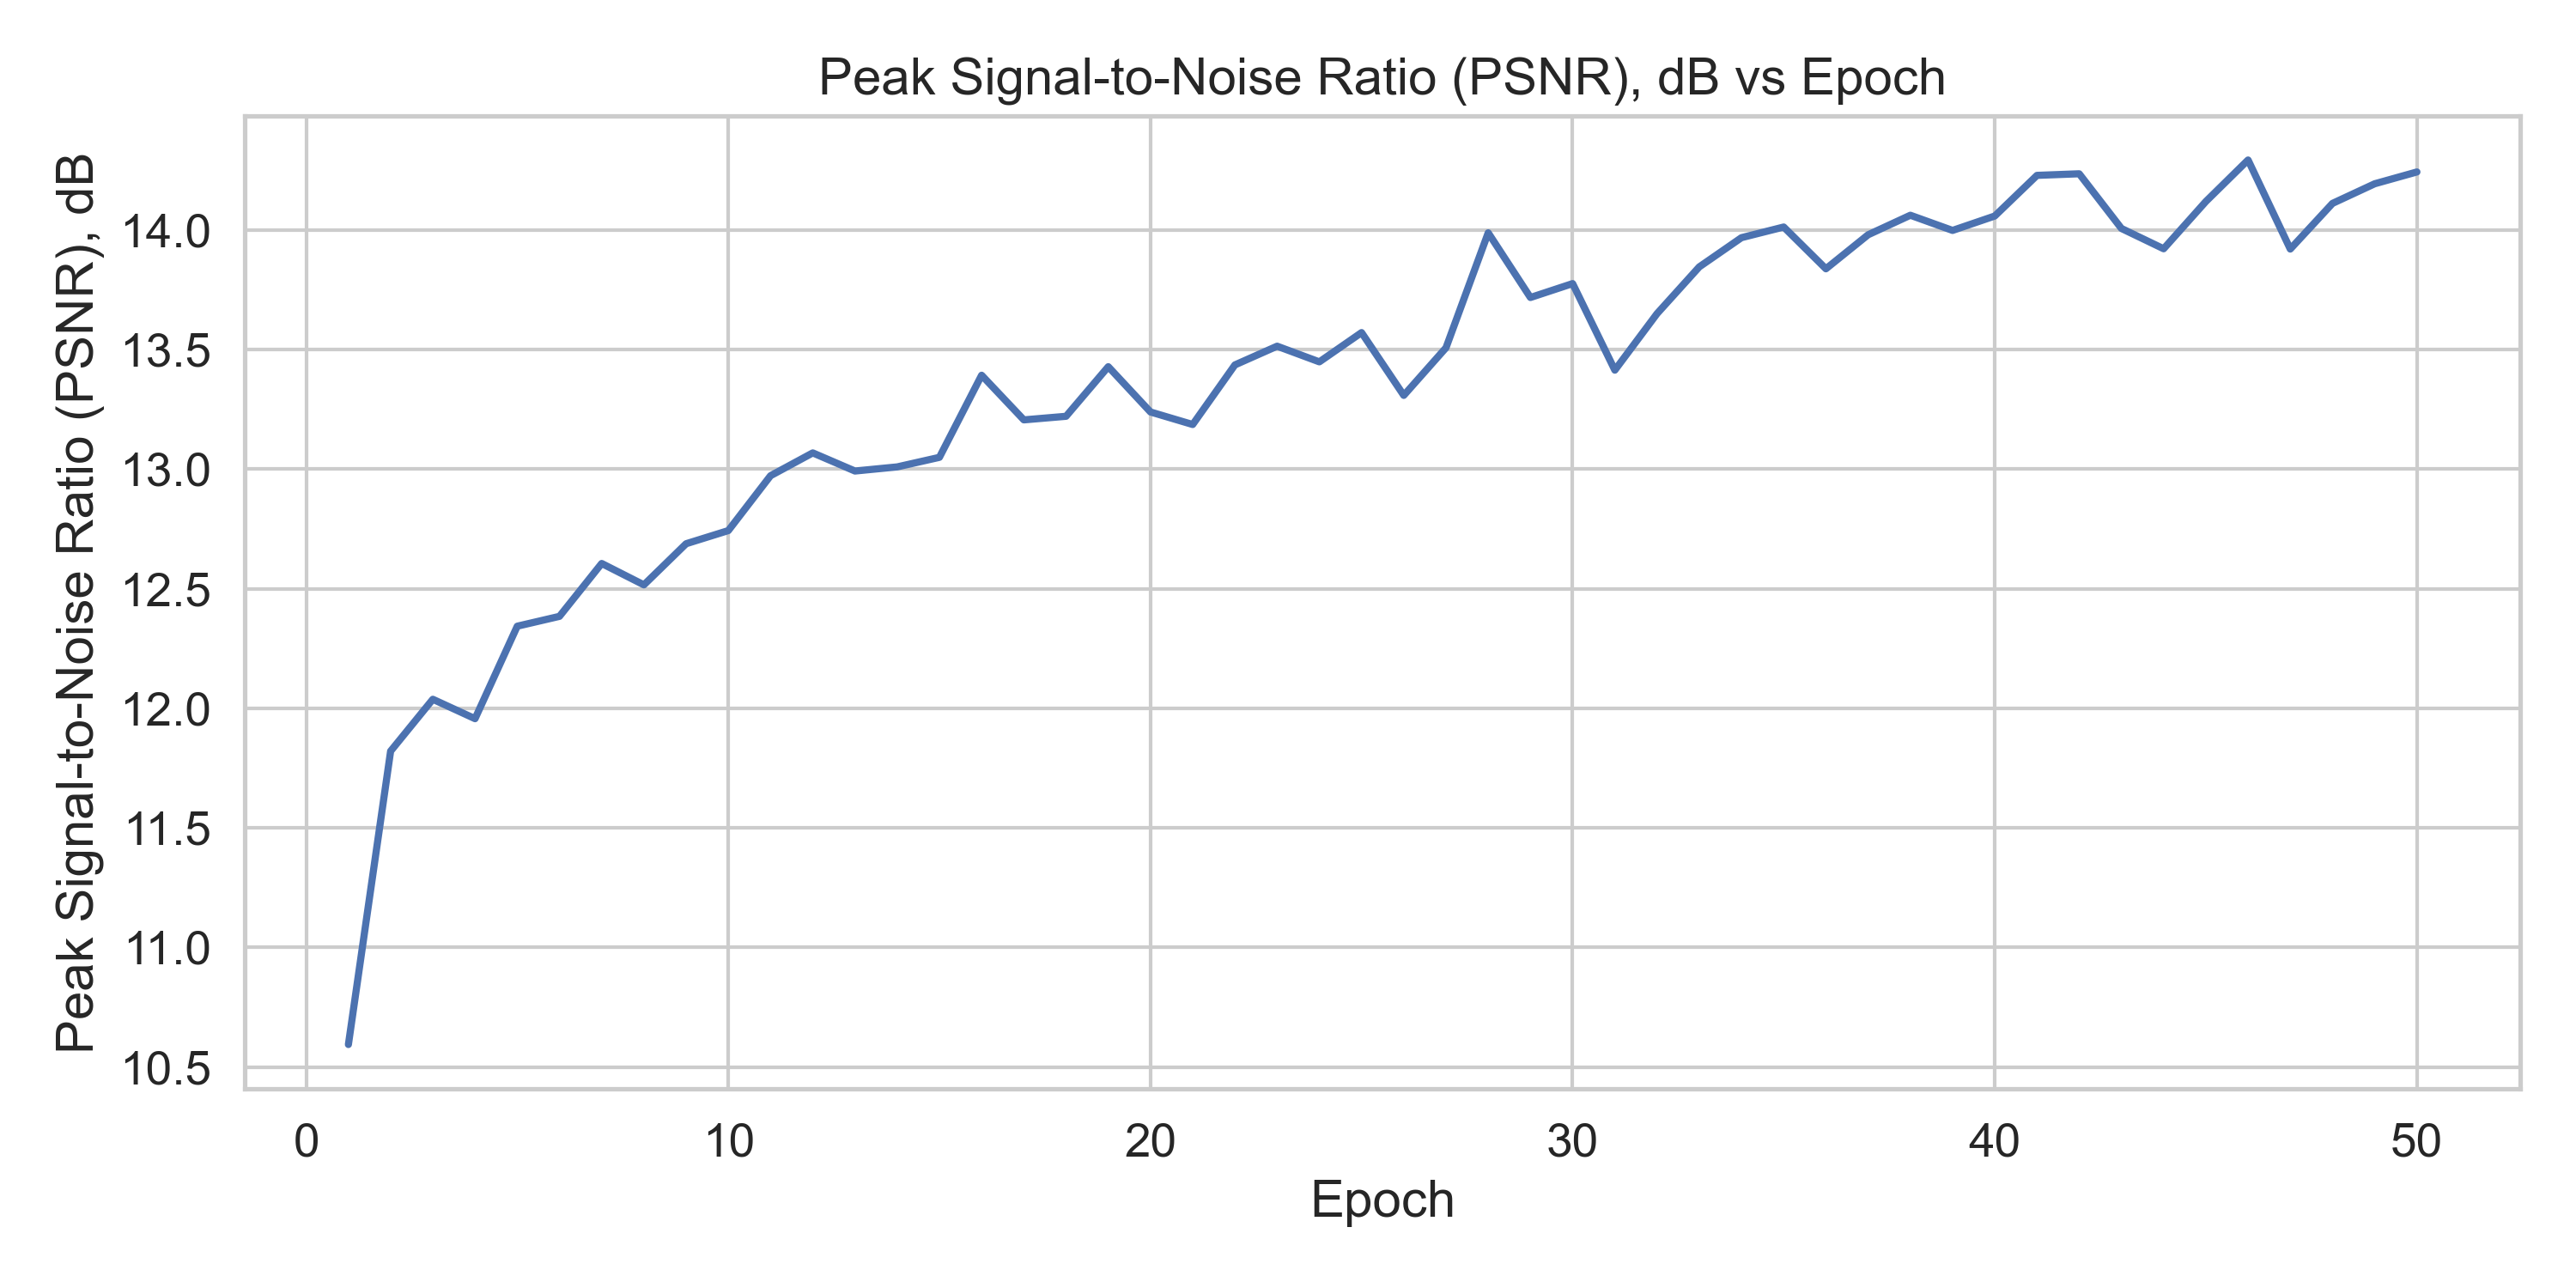 Peak Signal-to-Noise Ratio (PSNR), dB vs Epoch
Peak Signal-to-Noise Ratio (PSNR), dB
14.0
13.5
13.0
12.5
12.0
11.5
11.0
10.5
0 10 20 30 40 50
Epoch